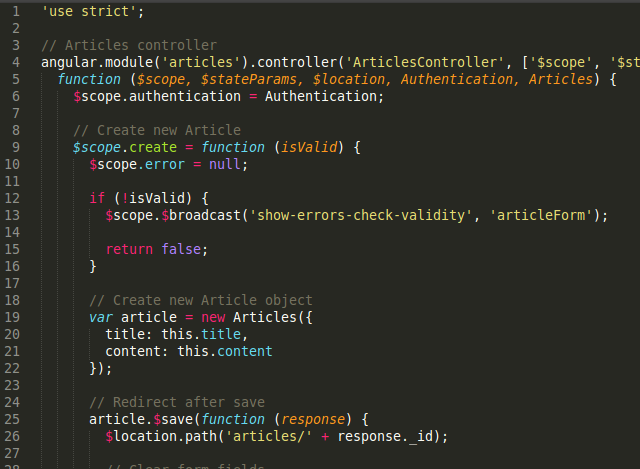 1 'use strict';
2
3 // Articles controller
4 angular.module('articles').controller('ArticlesController', ['$scope', '$st
5 function ($scope, $stateParams, $location, Authentication, Articles) {
6 $scope.authentication = Authentication;
7
8 // Create new Article
9 $scope.create = function (isValid) {
10 $scope.error = null;
11
12 if (!isValid) {
13 $scope.$broadcast('show-errors-check-validity', 'articleForm');
14
15 return false;
16 }
17
18 // Create new Article object
19 var article = new Articles({
20 title: this.title,
21 content: this.content
22 });
23
24 // Redirect after save
25 article.$save(function (response) {
26 $location.path('articles/' + response._id);
27
28 // Clear form fields